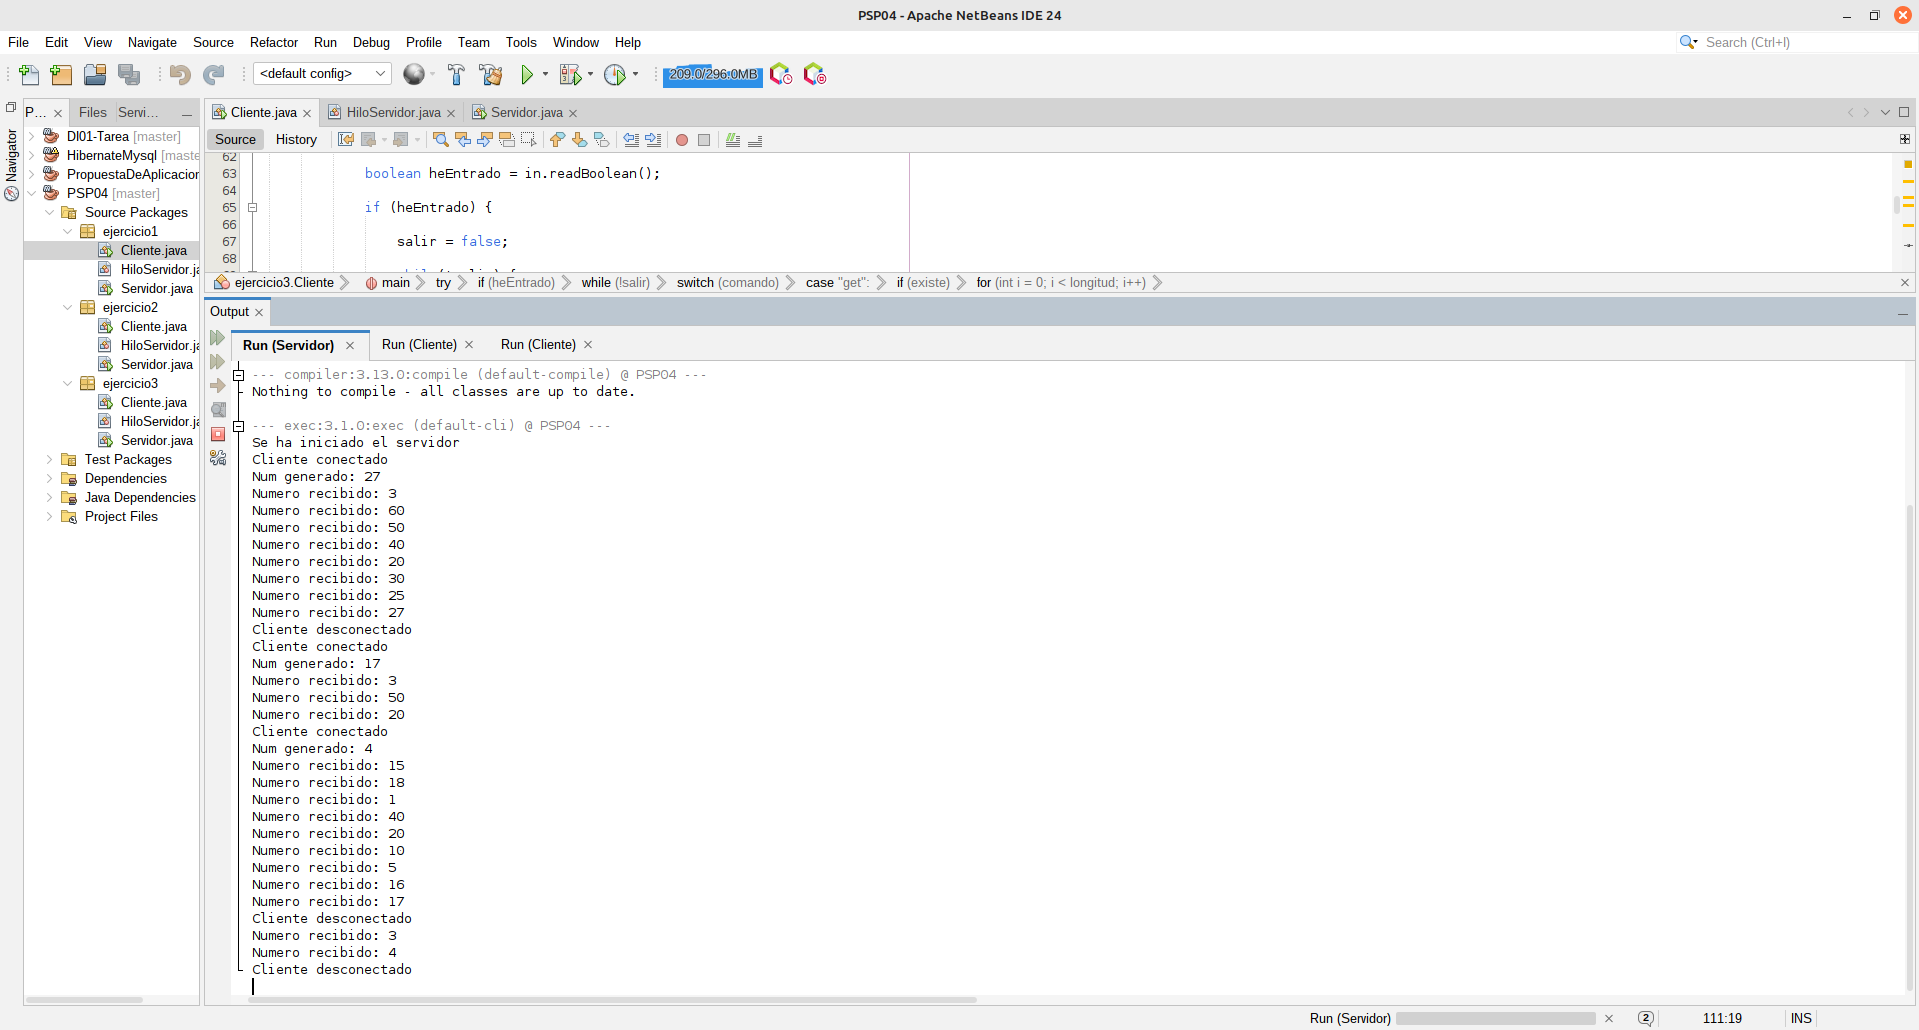 PSP04 - Apache NetBeans IDE 24
File Edit View Navigate Source Refactor Run Debug Profile Team Tools Window Help
Search (Ctrl+I)
<default config>
209.0/296.0MB
P... Files Servi...
Navigator
DI01-Tarea [master]
HibernateMysql [maste
PropuestaDeAplicacion
PSP04 [master]
Source Packages
ejercicio1
Cliente.java
HiloServidor.ja
Servidor.java
ejercicio2
Cliente.java
HiloServidor.ja
Servidor.java
ejercicio3
Cliente.java
HiloServidor.ja
Servidor.java
Test Packages
Dependencies
Java Dependencies
Project Files
Cliente.java HiloServidor.java Servidor.java
Source History
62
63 boolean heEntrado = in.readBoolean();
64
65 if (heEntrado) {
66
67 salir = false;
68
ejercicio3.Cliente main try if (heEntrado) while (!salir) switch (comando) case "get": if (existe) for (int i = 0; i < longitud; i++)
Output
Run (Servidor) Run (Cliente) Run (Cliente)
--- compiler:3.13.0:compile (default-compile) @ PSP04 ---
Nothing to compile - all classes are up to date.
--- exec:3.1.0:exec (default-cli) @ PSP04 ---
Se ha iniciado el servidor
Cliente conectado
Num generado: 27
Numero recibido: 3
Numero recibido: 60
Numero recibido: 50
Numero recibido: 40
Numero recibido: 20
Numero recibido: 30
Numero recibido: 25
Numero recibido: 27
Cliente desconectado
Cliente conectado
Num generado: 17
Numero recibido: 3
Numero recibido: 50
Numero recibido: 20
Cliente conectado
Num generado: 4
Numero recibido: 15
Numero recibido: 18
Numero recibido: 1
Numero recibido: 40
Numero recibido: 20
Numero recibido: 10
Numero recibido: 5
Numero recibido: 16
Numero recibido: 17
Cliente desconectado
Numero recibido: 3
Numero recibido: 4
Cliente desconectado
Run (Servidor) 2 111:19 INS